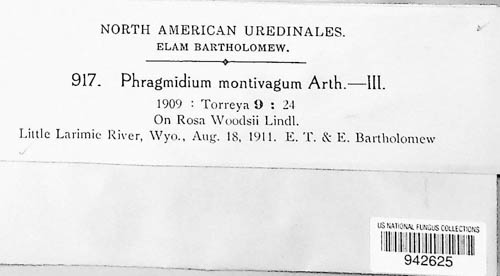 NORTH AMERICAN UREDINALES.
ELAM BARTHOLOMEW.
917. Phragmidium montivagum Arth.—III.
1909 : Torreya 9 : 24
On Rosa Woodsii Lindl.
Little Larimie River, Wyo., Aug. 18, 1911. E. T. & E. Bartholomew
US NATIONAL FUNGUS COLLECTIONS
942625